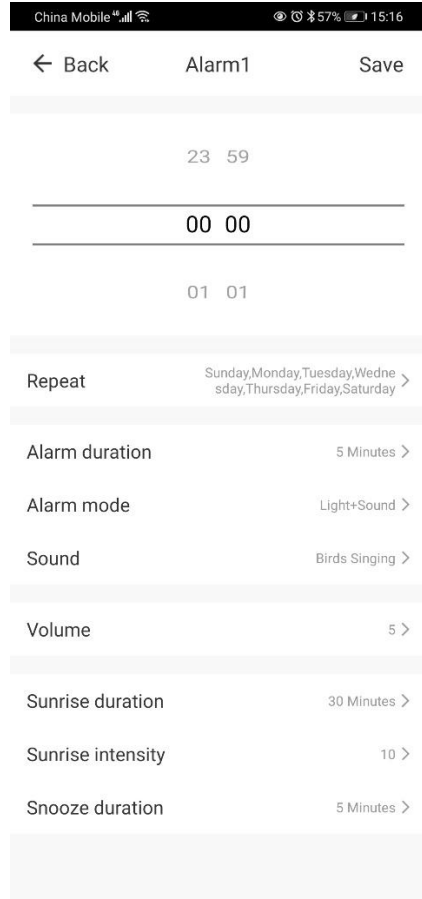 China Mobile 4G 57% 15:16
Back Alarm1 Save
23 59
00 00
01 01
Repeat Sunday,Monday,Tuesday,Wedne
sday,Thursday,Friday,Saturday
Alarm duration 5 Minutes
Alarm mode Light+Sound
Sound Birds Singing
Volume 5
Sunrise duration 30 Minutes
Sunrise intensity 10
Snooze duration 5 Minutes